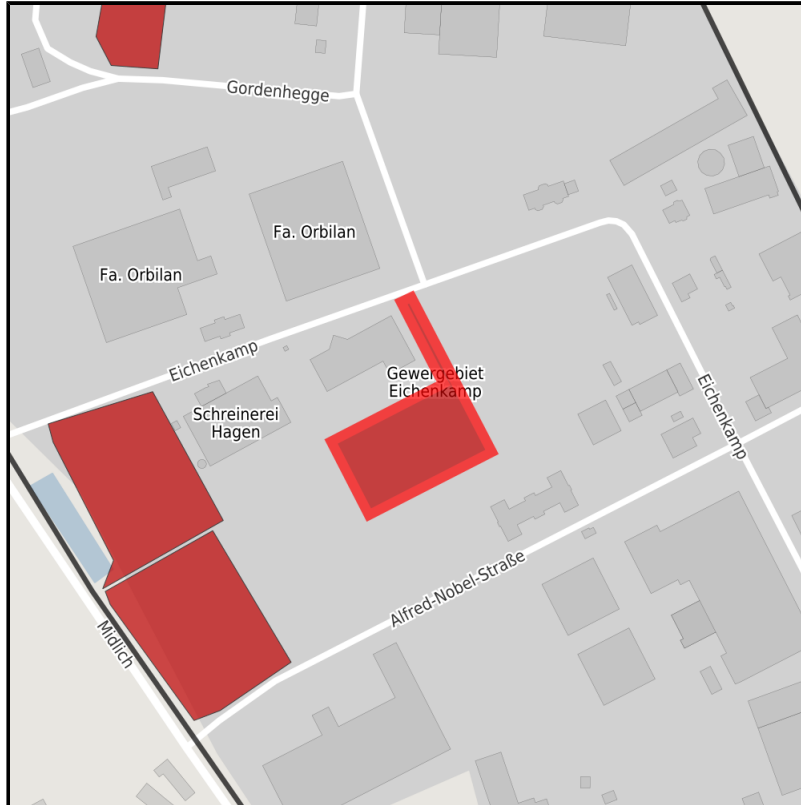 Gordenhegge
Fa. Orbilan
Fa. Orbilan
Eichenkamp
Gewergebiet
Eichenkamp
Schreinerei
Hagen
Eichenkamp
Alfred-Nobel-Straße
Midlich